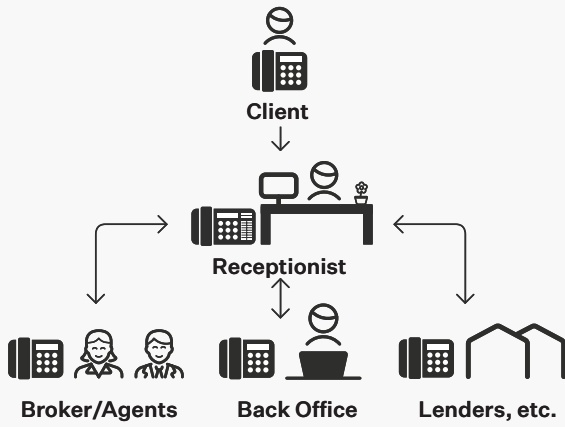 Client
Receptionist
Broker/Agents
Back Office
Lenders, etc.